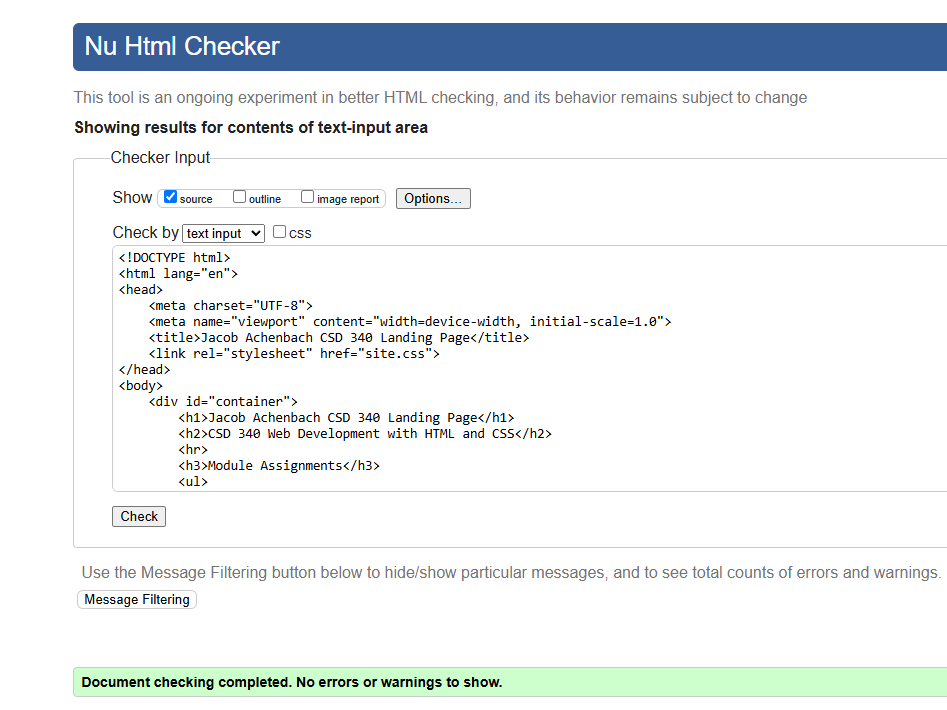 Nu Html Checker
This tool is an ongoing experiment in better HTML checking, and its behavior remains subject to change
Showing results for contents of text-input area
Checker Input
Show source outline image report Options...
Check by text input css
<!DOCTYPE html>
<html lang="en">
<head>
    <meta charset="UTF-8">
    <meta name="viewport" content="width=device-width, initial-scale=1.0">
    <title>Jacob Achenbach CSD 340 Landing Page</title>
    <link rel="stylesheet" href="site.css">
</head>
<body>
    <div id="container">
        <h1>Jacob Achenbach CSD 340 Landing Page</h1>
        <h2>CSD 340 Web Development with HTML and CSS</h2>
        <hr>
        <h3>Module Assignments</h3>
        <ul>
Check
Use the Message Filtering button below to hide/show particular messages, and to see total counts of errors and warnings.
Message Filtering
Document checking completed. No errors or warnings to show.